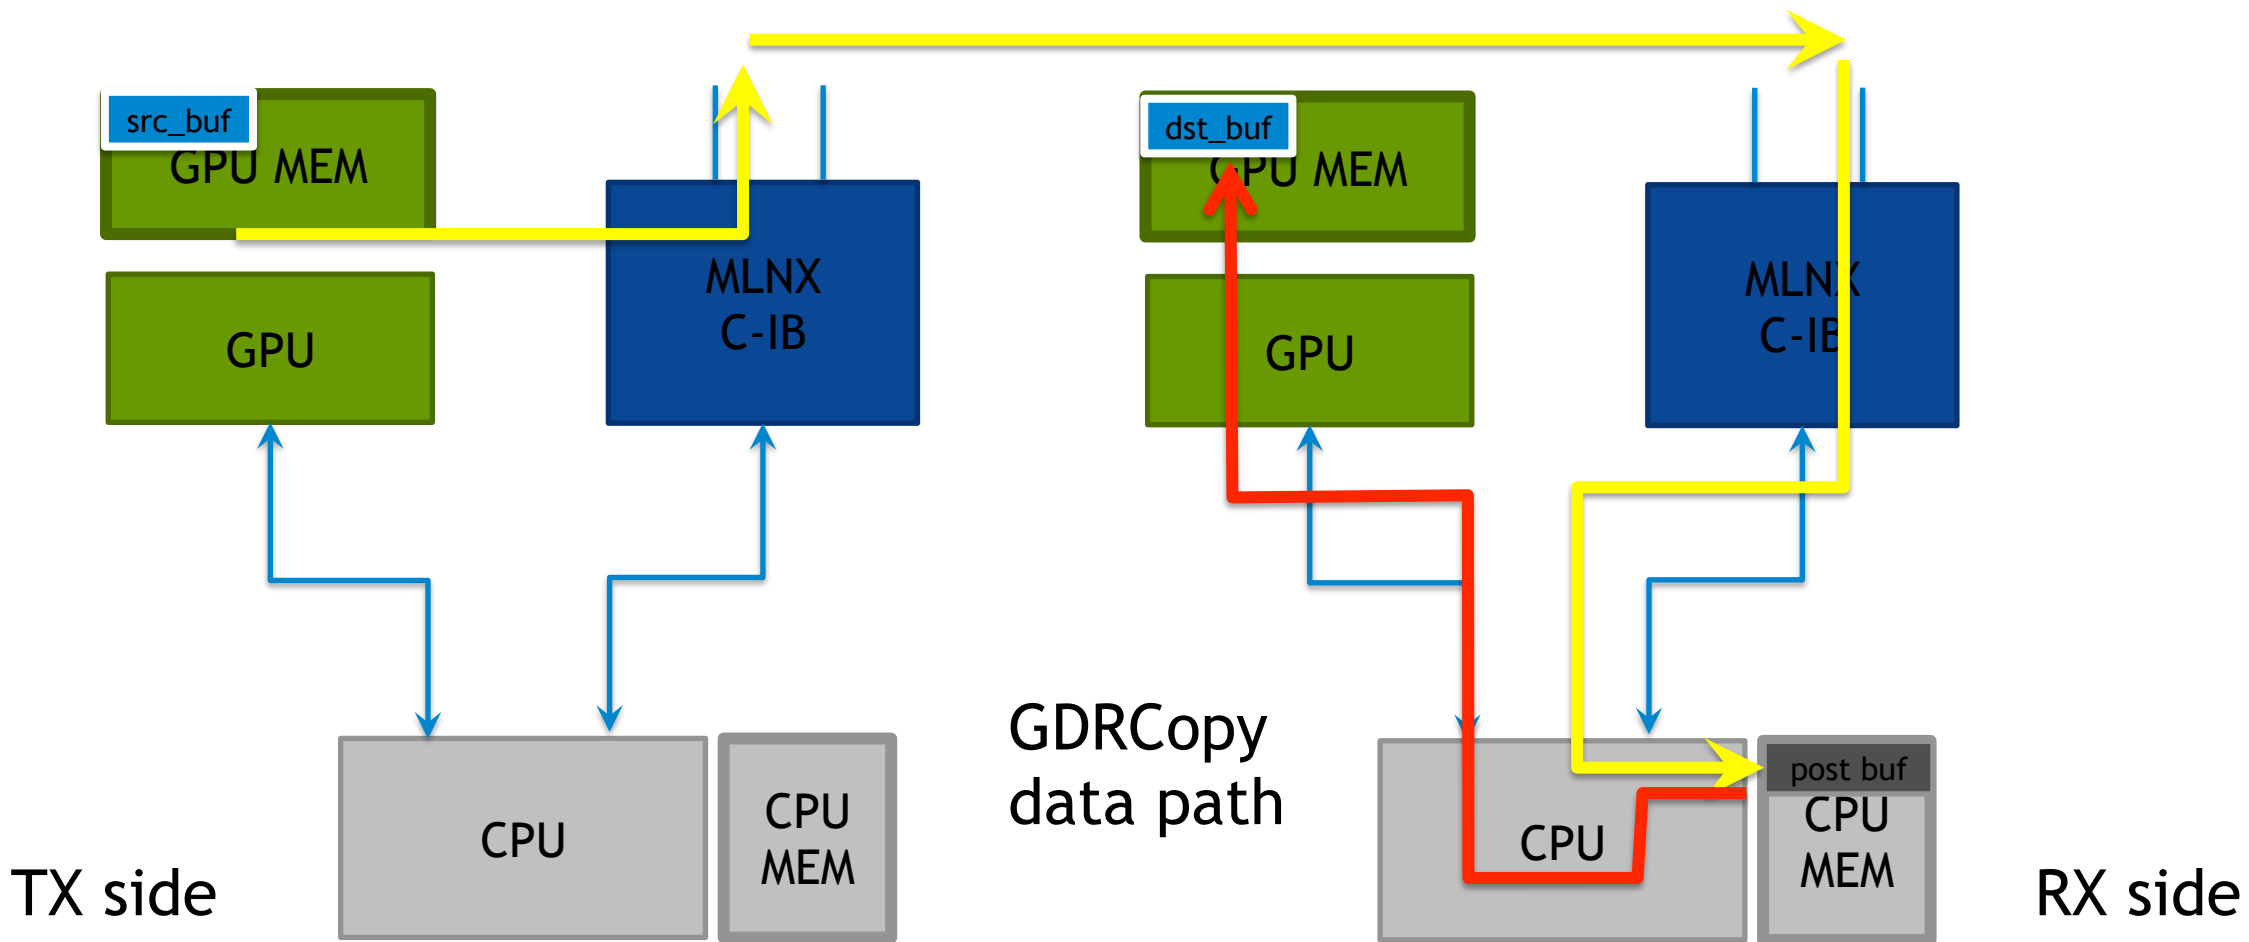 src_buf
GPU MEM
GPU
MLNX
C-IB
CPU
CPU
MEM
TX side
dst_buf
GPU MEM
GPU
MLNX
C-IB
GDRCopy
data path
CPU
post buf
CPU
MEM
RX side